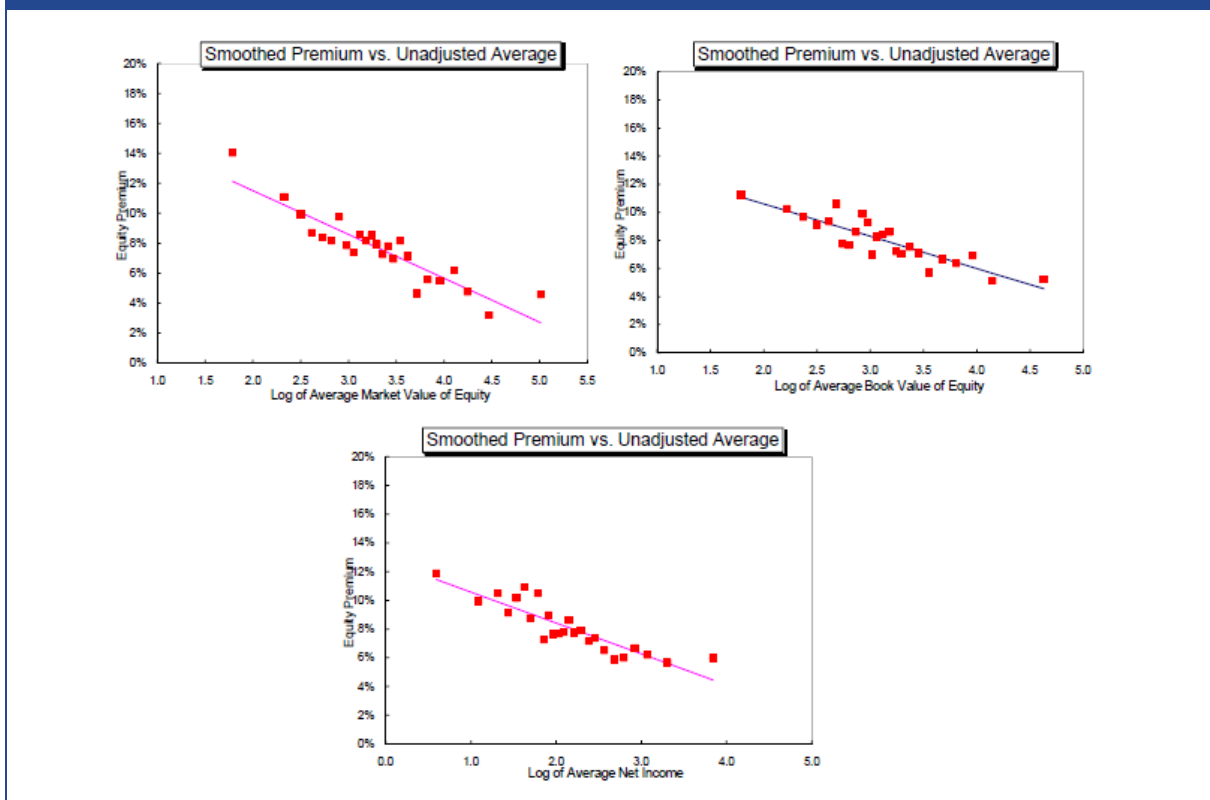 Smoothed Premium vs. Unadjusted Average
20%
18%
16%
14%
12%
10%
8%
6%
4%
2%
0%
Equity Premium
1.0 1.5 2.0 2.5 3.0 3.5 4.0 4.5 5.0 5.5
Log of Average Market Value of Equity
Smoothed Premium vs. Unadjusted Average
20%
18%
16%
14%
12%
10%
8%
6%
4%
2%
0%
Equity Premium
1.0 1.5 2.0 2.5 3.0 3.5 4.0 4.5 5.0
Log of Average Book Value of Equity
Smoothed Premium vs. Unadjusted Average
20%
18%
16%
14%
12%
10%
8%
6%
4%
2%
0%
Equity Premium
0.0 1.0 2.0 3.0 4.0 5.0
Log of Average Net Income